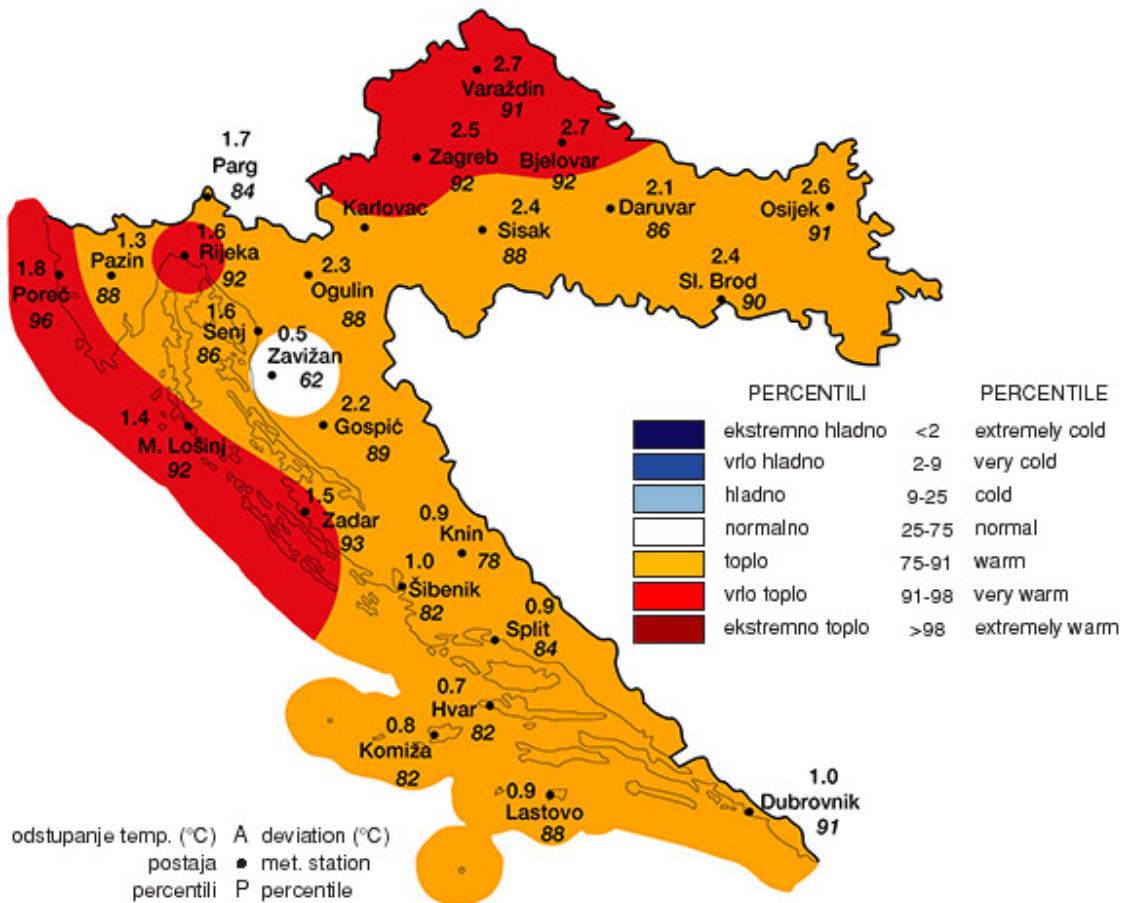 2.7
Varaždin
91
2.5
Zagreb
92
2.7
Bjelovar
92
1.7
Parg
84
Karlovac
2.4
Sisak
88
2.1
Daruvar
86
2.6
Osijek
91
2.4
Sl. Brod
90
1.8
Poreč
96
1.3
Pazin
88
1.6
Rijeka
92
2.3
Ogulin
88
1.6
Senj
86
0.5
Zavižan
62
2.2
Gospić
89
1.4
M. Lošinj
92
1.5
Zadar
93
0.9
Knin
78
1.0
Šibenik
82
0.9
Split
84
0.7
Hvar
82
0.8
Komiža
82
0.9
Lastovo
88
1.0
Dubrovnik
91
PERCENTILI PERCENTILE
ekstremno hladno <2 extremely cold
vrlo hladno 2-9 very cold
hladno 9-25 cold
normalno 25-75 normal
toplo 75-91 warm
vrlo toplo 91-98 very warm
ekstremno toplo >98 extremely warm
odstupanje temp. (°C) A deviation (°C)
postaja ● met. station
percentili P percentile